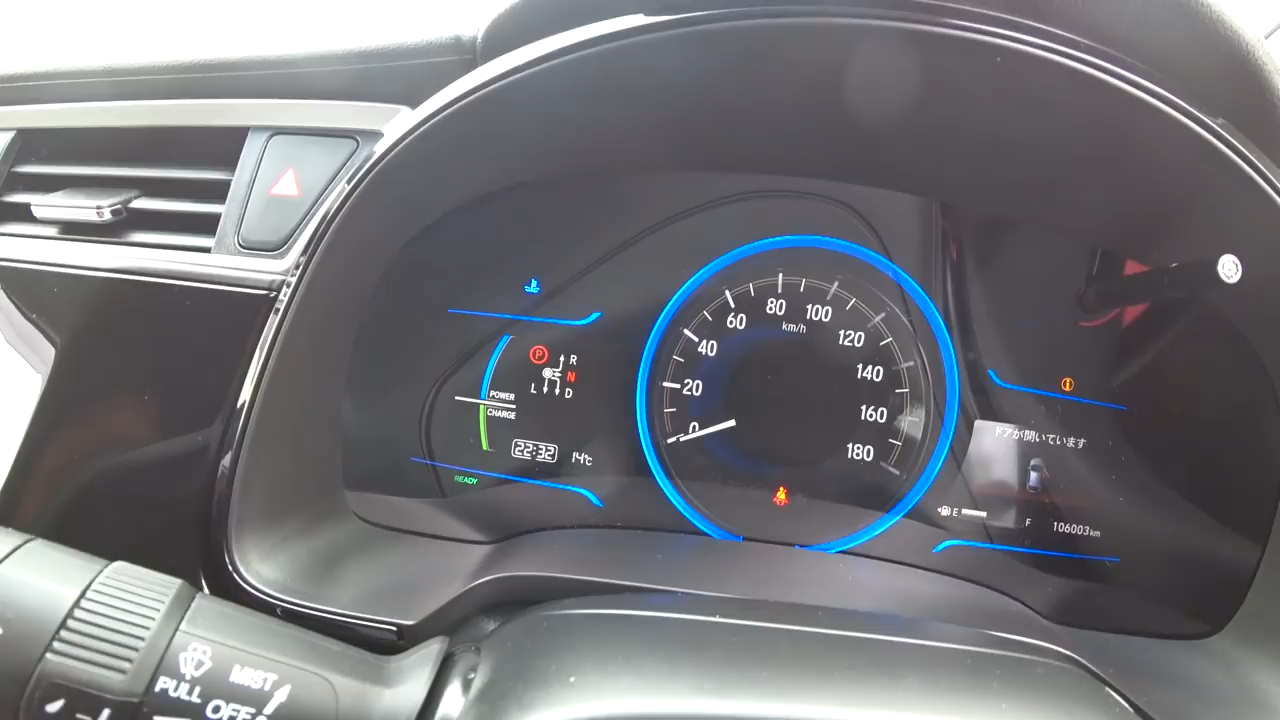 80
60
100
km/h
40
120
20
140
0
160
180
P
R
N
L
D
POWER
CHARGE
22:32
14℃
READY
ドアが開いています
E
F
106003km
MIST
PULL
OFF